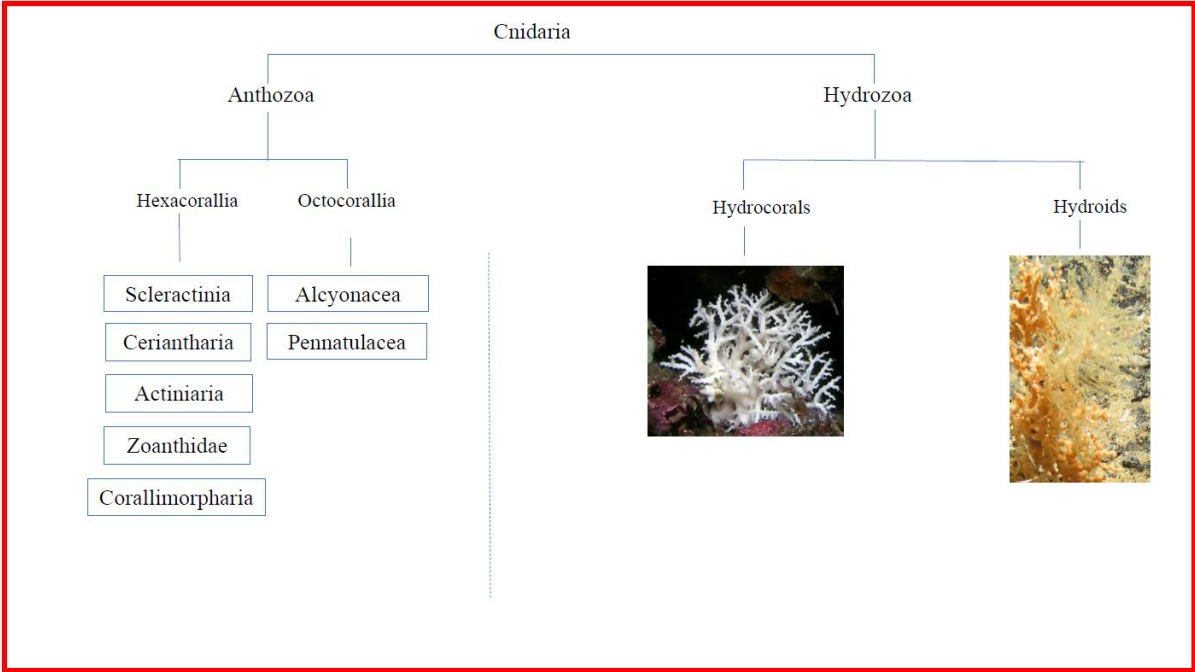 Cnidaria
Anthozoa
Hydrozoa
Hexacorallia
Octocorallia
Hydrocorals
Hydroids
Scleractinia
Alcyonacea
Ceriantharia
Pennatulacea
Actiniaria
Zoanthidae
Corallimorpharia